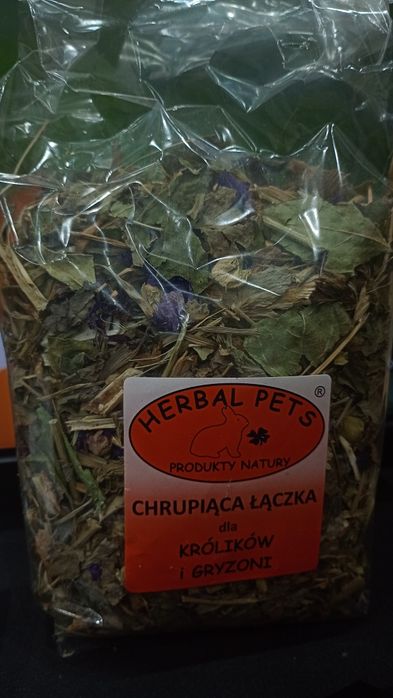 HERBAL PETS ®
PRODUKTY NATURY
CHRUPIĄCA ŁĄCZKA
dla
KRÓLIKÓW
i GRYZONI